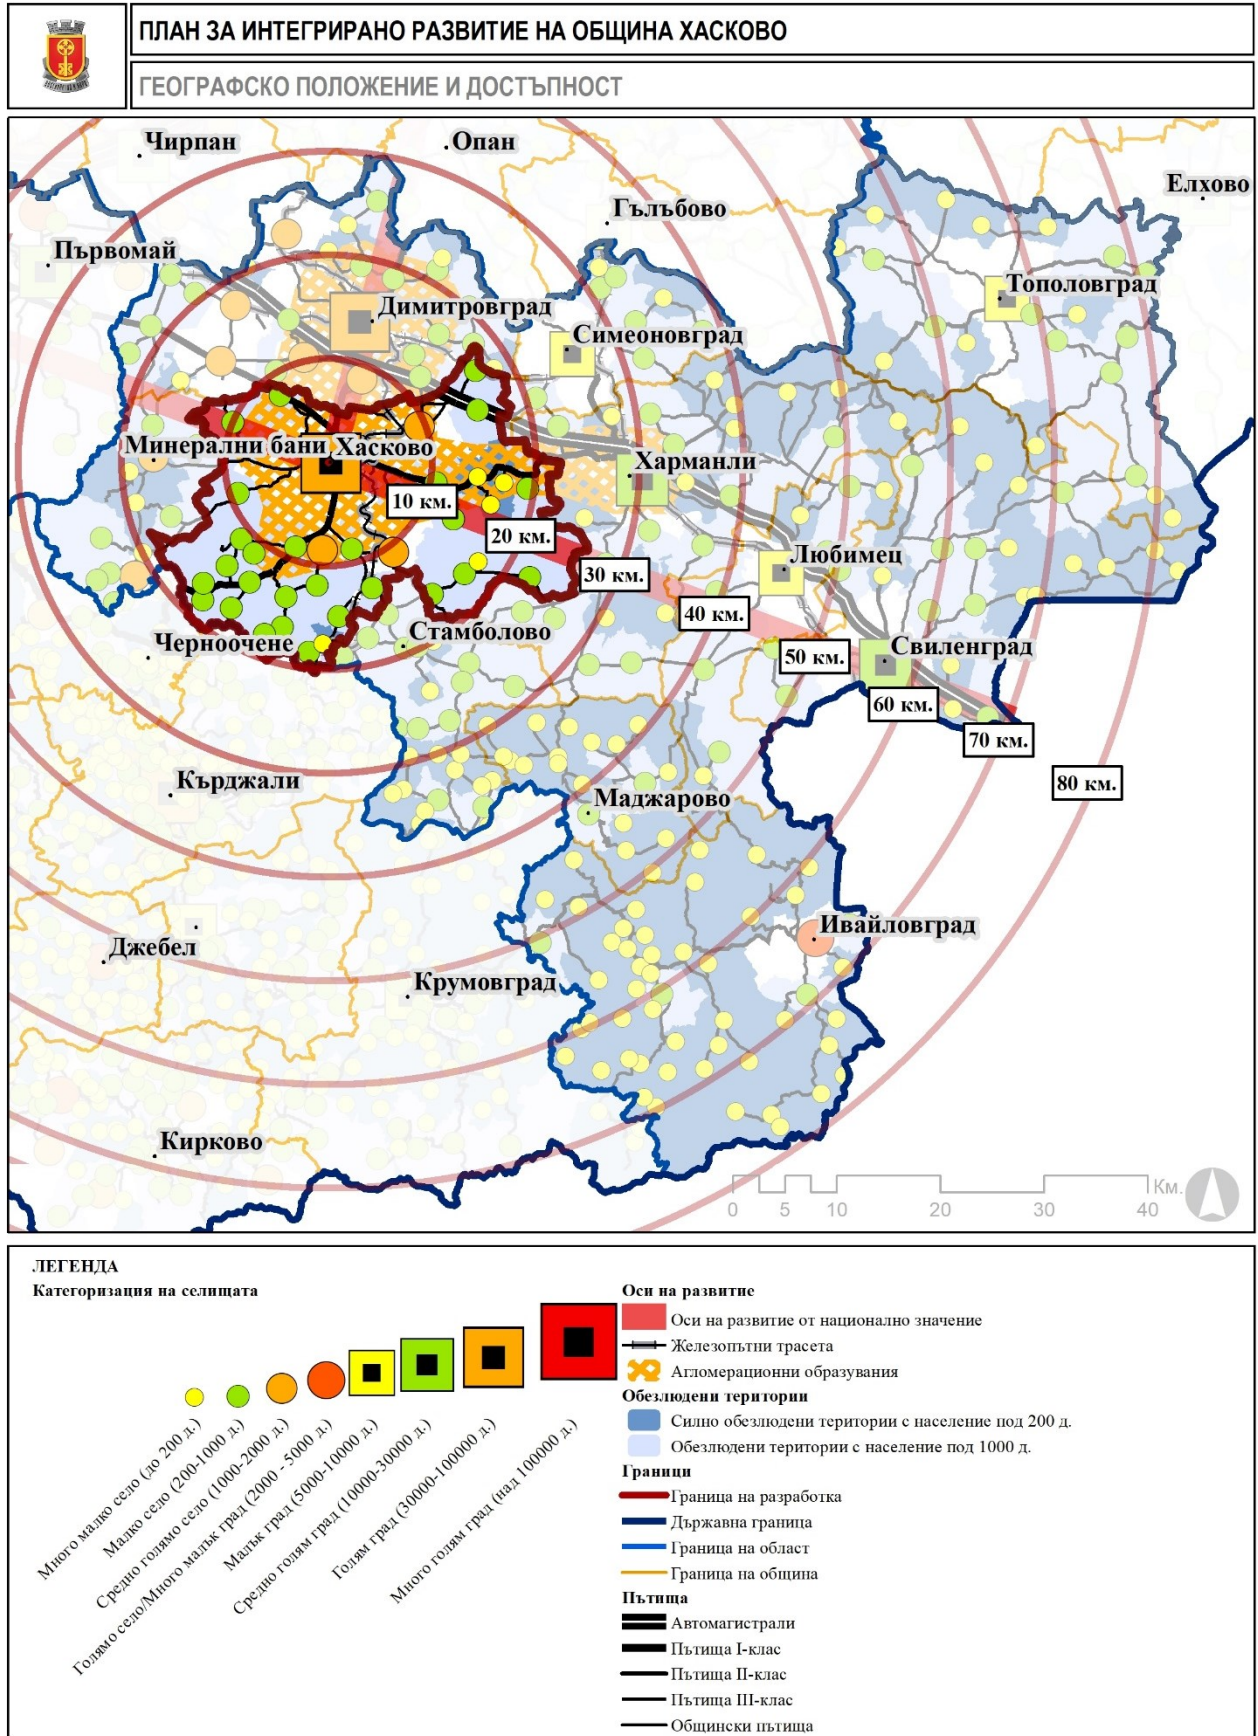 ПЛАН ЗА ИНТЕГРИРАНО РАЗВИТИЕ НА ОБЩИНА ХАСКОВО
ГЕОГРАФСКО ПОЛОЖЕНИЕ И ДОСТЪПНОСТ
Чирпан
Опан
Елхово
Гълъбово
Първомай
Тополовград
Димитровград
Симеоновград
Минерални бани
Хасково
Харманли
10 км.
20 км.
Любимец
30 км.
40 км.
Стамболово
Черноочене
50 км.
Свиленград
60 км.
70 км.
Кърджали
80 км.
Маджарово
Ивайловград
Джебел
Крумовград
Кирково
Км.
0 5 10 20 30 40
ЛЕГЕНДА
Категоризация на селищата
Много малко село (до 200 д.)
Малко село (200-1000 д.)
Средно голямо село (1000-2000 д.)
Голямо село/Много малък град (2000 - 5000 д.)
Малък град (5000-10000 д.)
Средно голям град (10000-30000 д.)
Голям град (30000-100000 д.)
Много голям град (над 100000 д.)
Оси на развитие
Оси на развитие от национално значение
Железопътни трасета
Агломерационни образувания
Обезлюдени територии
Силно обезлюдени територии с население под 200 д.
Обезлюдени територии с население под 1000 д.
Граници
Граница на разработка
Държавна граница
Граница на област
Граница на община
Пътища
Автомагистрали
Пътища I-клас
Пътища II-клас
Пътища III-клас
Общински пътища